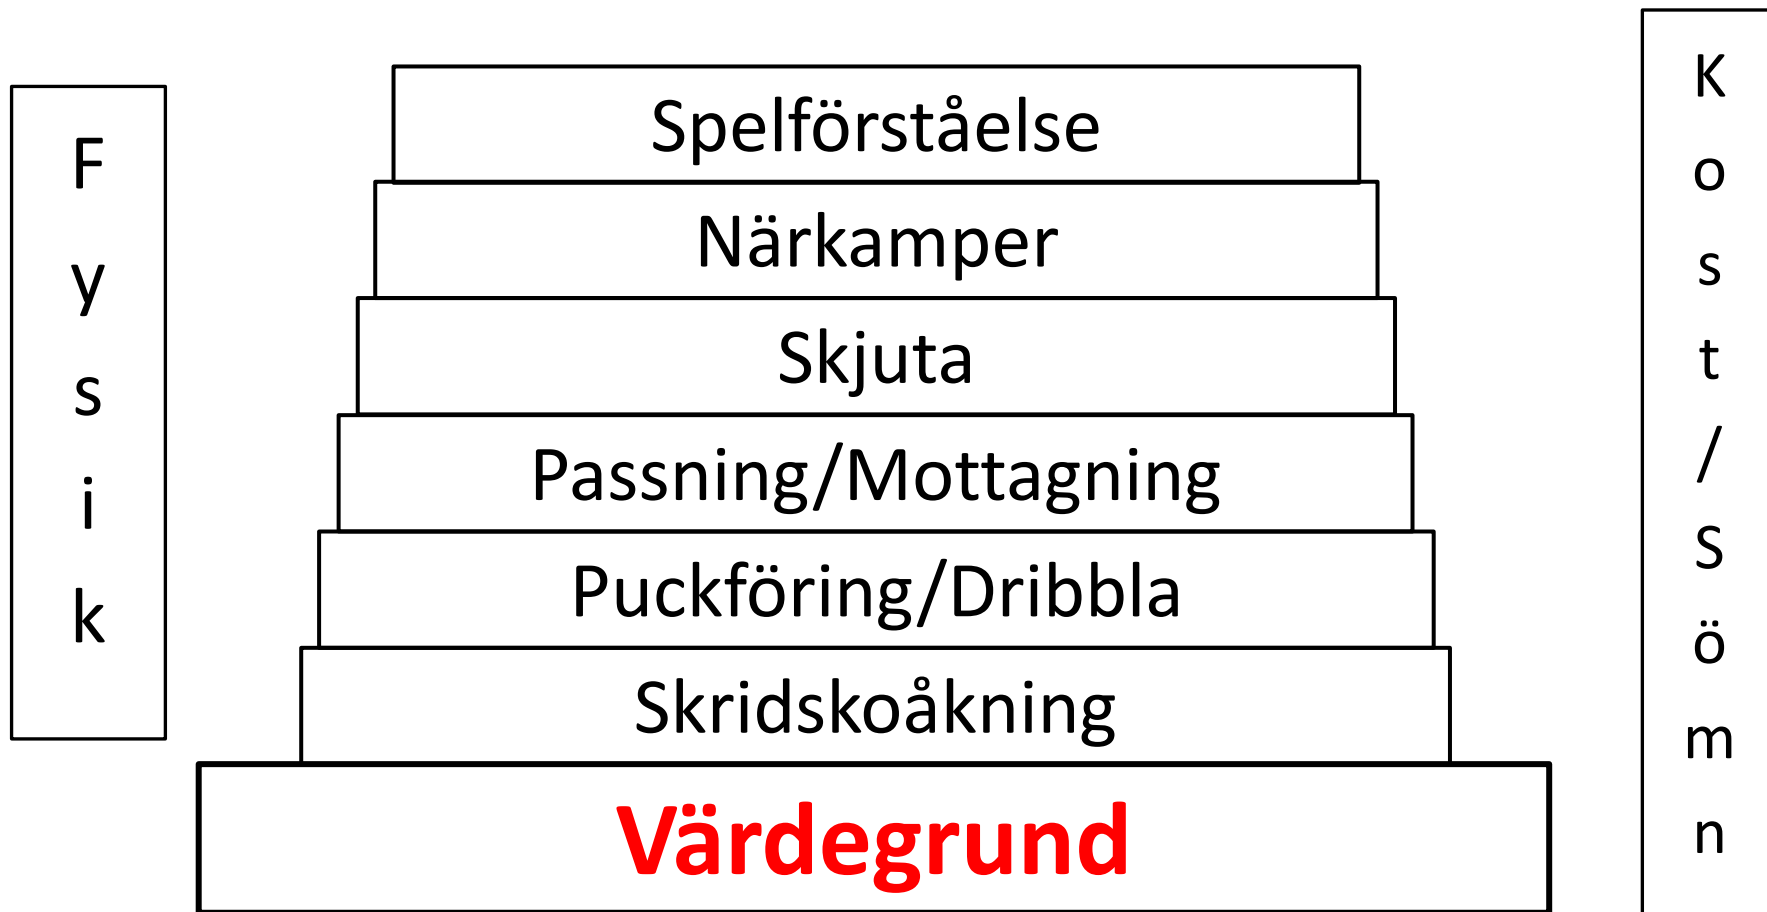 Fysik
Spelförståelse
Närkamper
Skjuta
Passning/Mottagning
Puckföring/Dribbla
Skridskoåkning
Värdegrund
Kost/Sömn